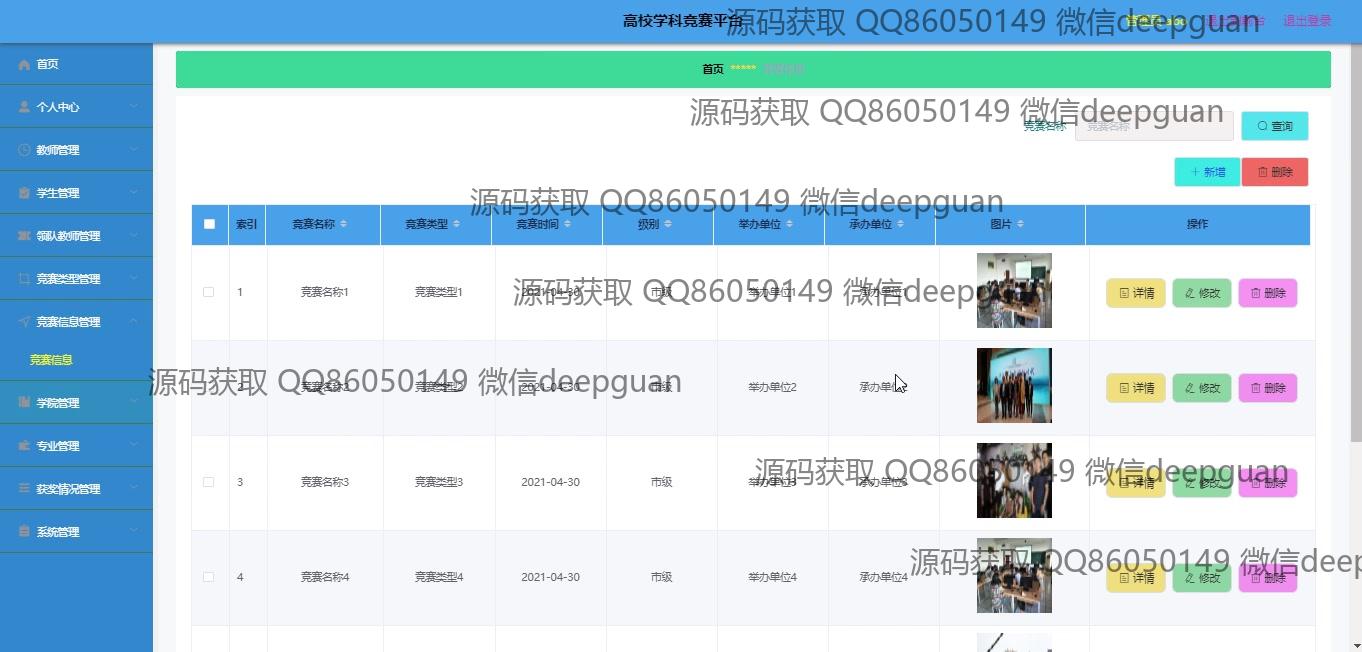 高校学科竞赛平台
管理员 abo
退出到前台
退出登录
源码获取 QQ86050149 微信deepguan
首页
个人中心
教师管理
学生管理
领队教师管理
竞赛类型管理
竞赛信息管理
竞赛信息
学院管理
专业管理
获奖情况管理
系统管理
首页 ***** 竞赛信息
源码获取 QQ86050149 微信deepguan
竞赛名称 竞赛名称 查询
新增 删除
源码获取 QQ86050149 微信deepguan
索引 竞赛名称 竞赛类型 竞赛时间 级别 举办单位 承办单位 图片 操作
1 竞赛名称1 竞赛类型1 2021-04-30 市级 举办单位1 承办单位1 详情 修改 删除
源码获取 QQ86050149 微信deepg
2 竞赛名称2 竞赛类型2 2021-04-30 市级 举办单位2 承办单 详情 修改 删除
源码获取 QQ86050149 微信deepguan
3 竞赛名称3 竞赛类型3 2021-04-30 市级 举办单位3 承办单位3 详情 修改 删除
源码获取 QQ86050149 微信deepguan
4 竞赛名称4 竞赛类型4 2021-04-30 市级 举办单位4 承办单位4 详情 修改 删除
源码获取 QQ86050149 微信deep